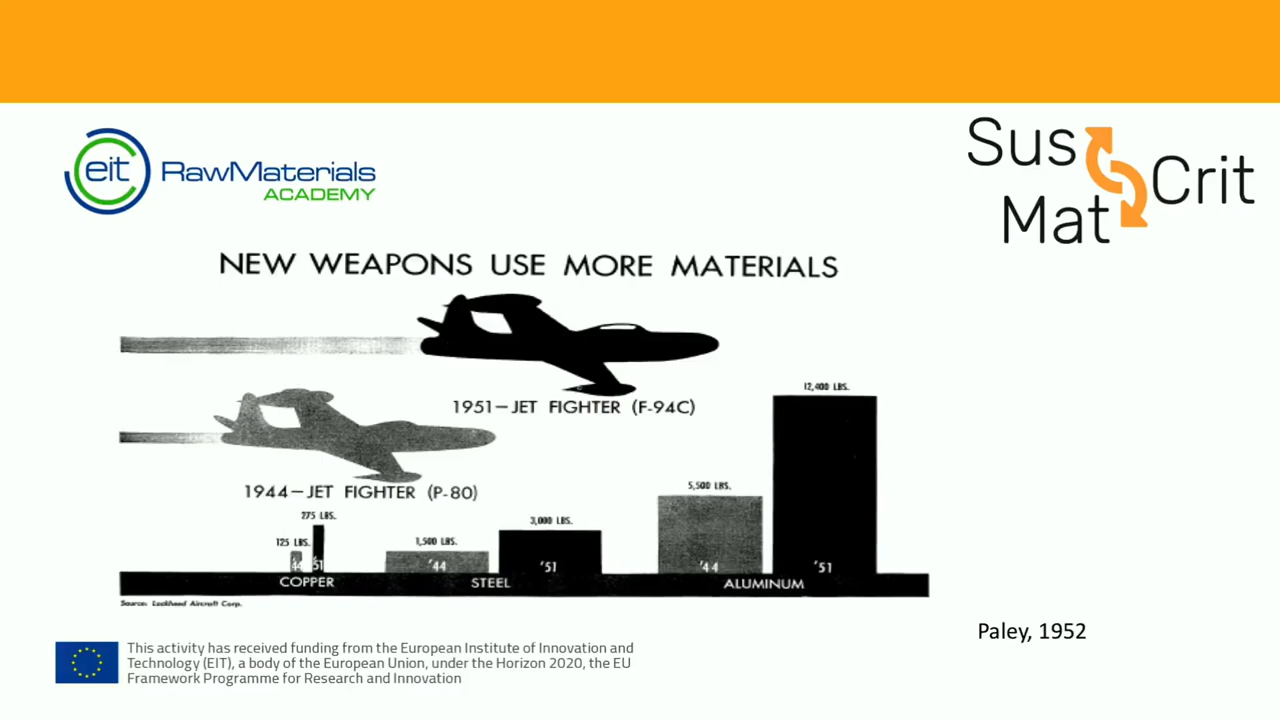 eit RawMaterials
ACADEMY
Sus
Crit
Mat
NEW WEAPONS USE MORE MATERIALS
1951—JET FIGHTER (F-94C)
1944—JET FIGHTER (P-80)
12,400 LBS.
5,500 LBS.
275 LBS.
3,000 LBS.
125 LBS.
1,500 LBS.
'44 '51 '44 '51 '44 '51
COPPER STEEL ALUMINUM
Source: Lockheed Aircraft Corp.
Paley, 1952
This activity has received funding from the European Institute of Innovation and
Technology (EIT), a body of the European Union, under the Horizon 2020, the EU
Framework Programme for Research and Innovation